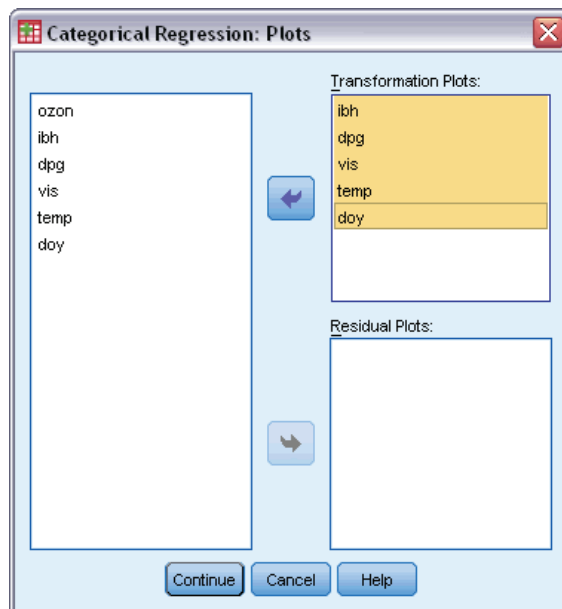 Categorical Regression: Plots
ozon
ibh
dpg
vis
temp
doy
Transformation Plots:
ibh
dpg
vis
temp
doy
Residual Plots:
Continue
Cancel
Help